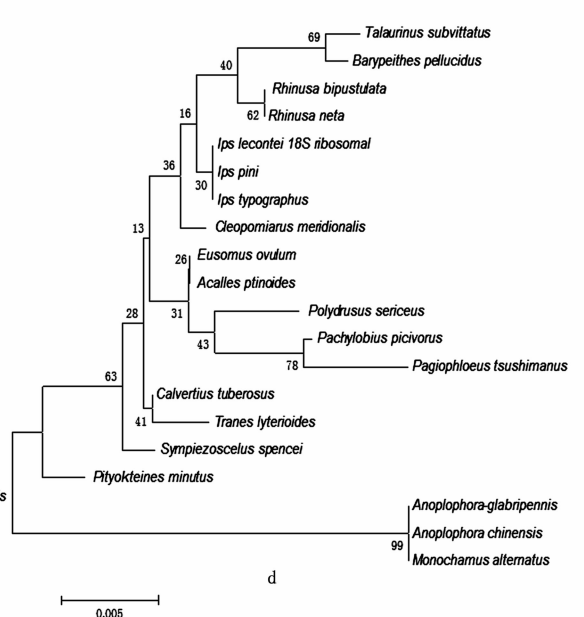 69
Talaurinus subvittatus
Barypeithes pellucidus
40
Rhinusa bipustulata
62
Rhinusa neta
16
Ips lecontei 18S ribosomal
36
Ips pini
30
Ips typographus
Cleopomiarus meridionalis
13
26
Eusomus ovulum
Acalles ptinoides
31
Polydrusus sericeus
28
43
Pachylobius picivorus
78
Pagiophloeus tsushimanus
63
Calvertius tuberosus
41
Tranes lyterioides
Sympiezoscelus spencei
Pityokteines minutus
s
Anoplophora-glabripennis
Anoplophora chinensis
99
Monochamus alternatus
d
0.005